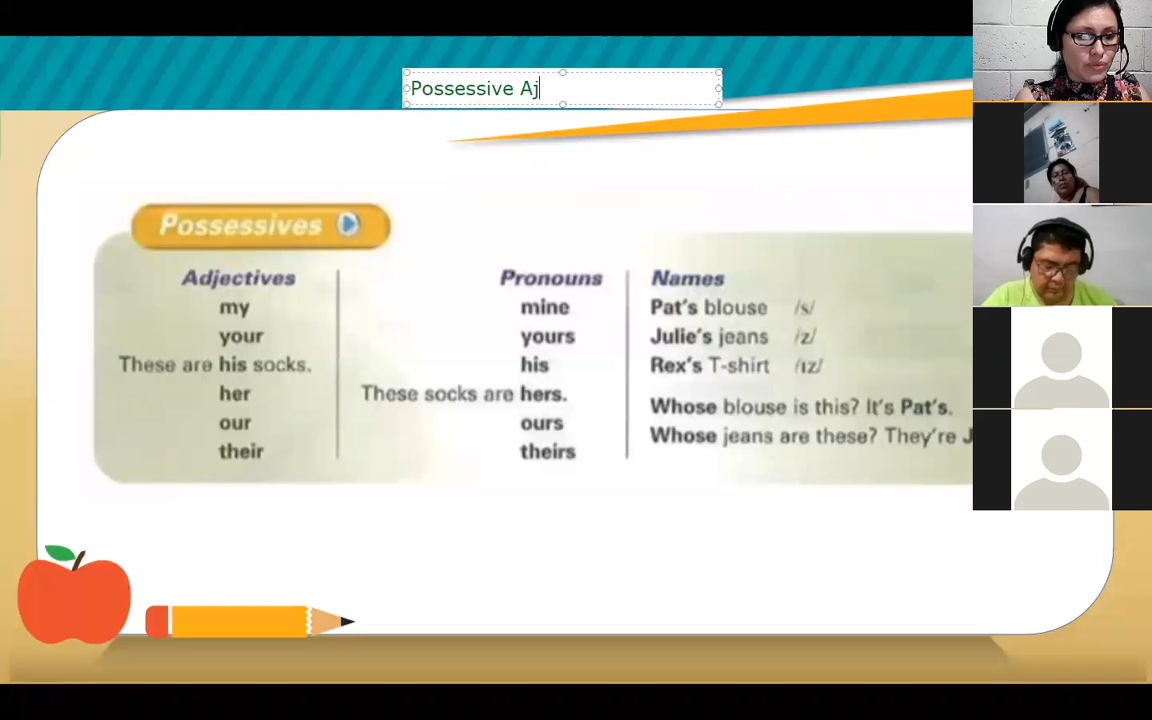 Possessive Aj
Possessives
Adjectives
my
your
These are his socks.
her
our
their
Pronouns
mine
yours
his
These socks are hers.
ours
theirs
Names
Pat's blouse /s/
Julie's jeans /z/
Rex's T-shirt /ɪz/
Whose blouse is this? It's Pat's.
Whose jeans are these? They're J